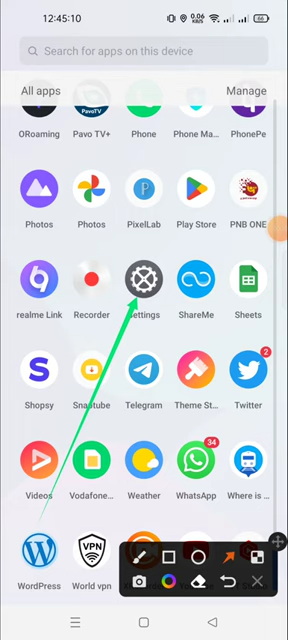 12:45:10 0.06 KB/S 66
Search for apps on this device
All apps Manage
PavoTV
ORoaming Pavo TV+ Phone Phone Ma... PhonePe
Photos Photos PixelLab Play Store PNB ONE
realme Link Recorder Settings ShareMe Sheets
2
Shopsy Snaptube Telegram Theme St... Twitter
34
Videos Vodafone... Weather WhatsApp Where is ...
VPN
WordPress World vpn